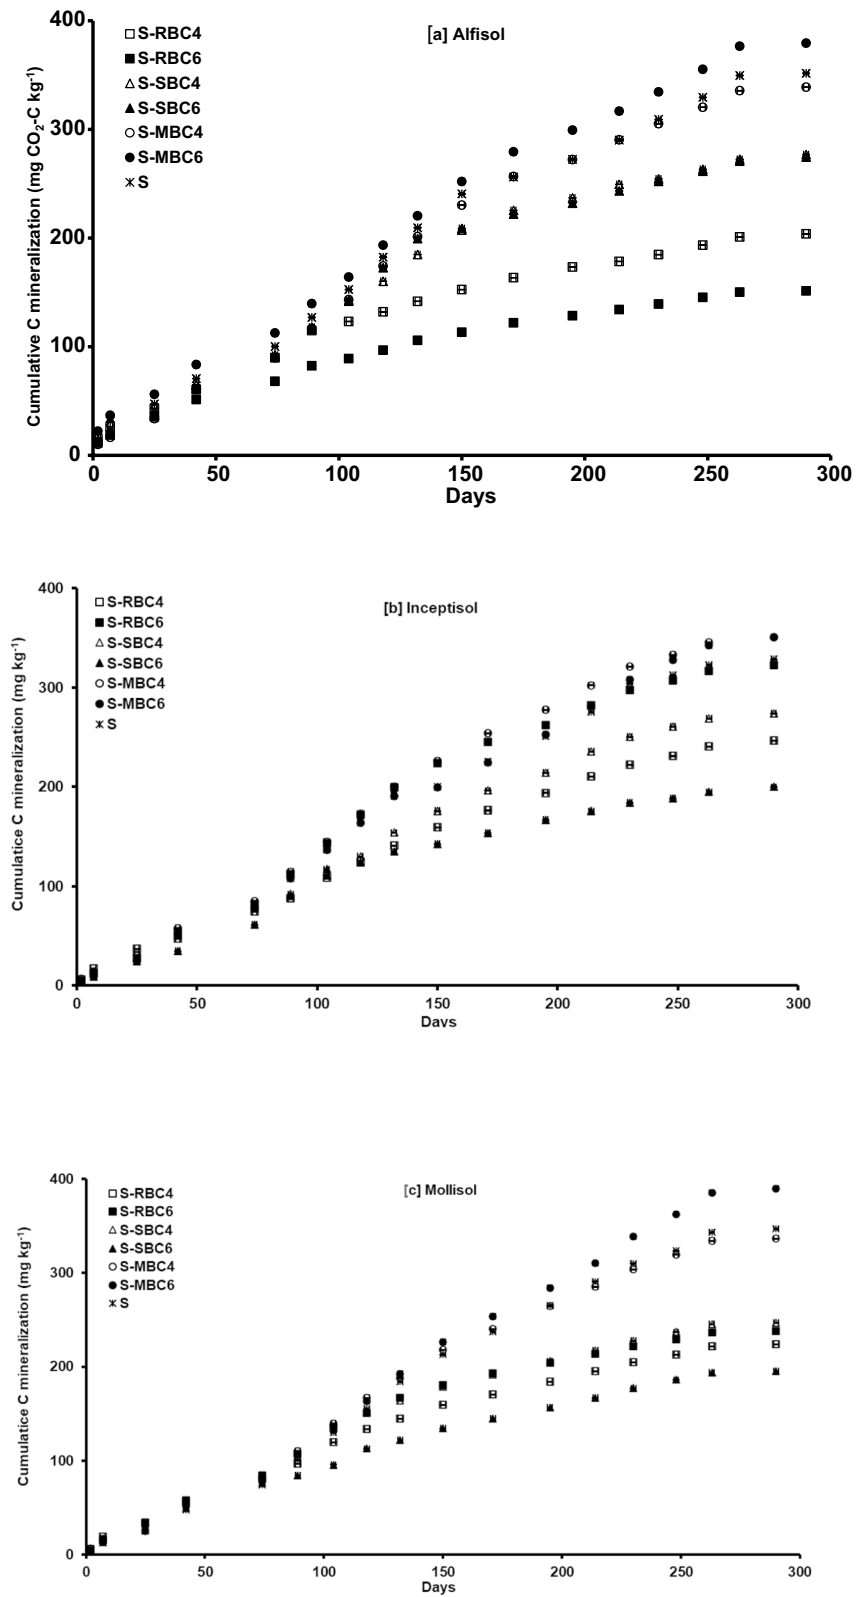 [a] Alfisol
S-RBC4
S-RBC6
S-SBC4
S-SBC6
S-MBC4
S-MBC6
S
Cumulative C mineralization (mg CO₂-C kg⁻¹)
400
300
200
100
0
0 50 100 150 200 250 300
Days
[b] Inceptisol
S-RBC4
S-RBC6
S-SBC4
S-SBC6
S-MBC4
S-MBC6
S
Cumulatice C mineralization (mg kg⁻¹)
400
300
200
100
0
0 50 100 150 200 250 300
Days
[c] Mollisol
S-RBC4
S-RBC6
S-SBC4
S-SBC6
S-MBC4
S-MBC6
S
Cumulatice C mineralization (mg kg⁻¹)
400
300
200
100
0
0 50 100 150 200 250 300
Days